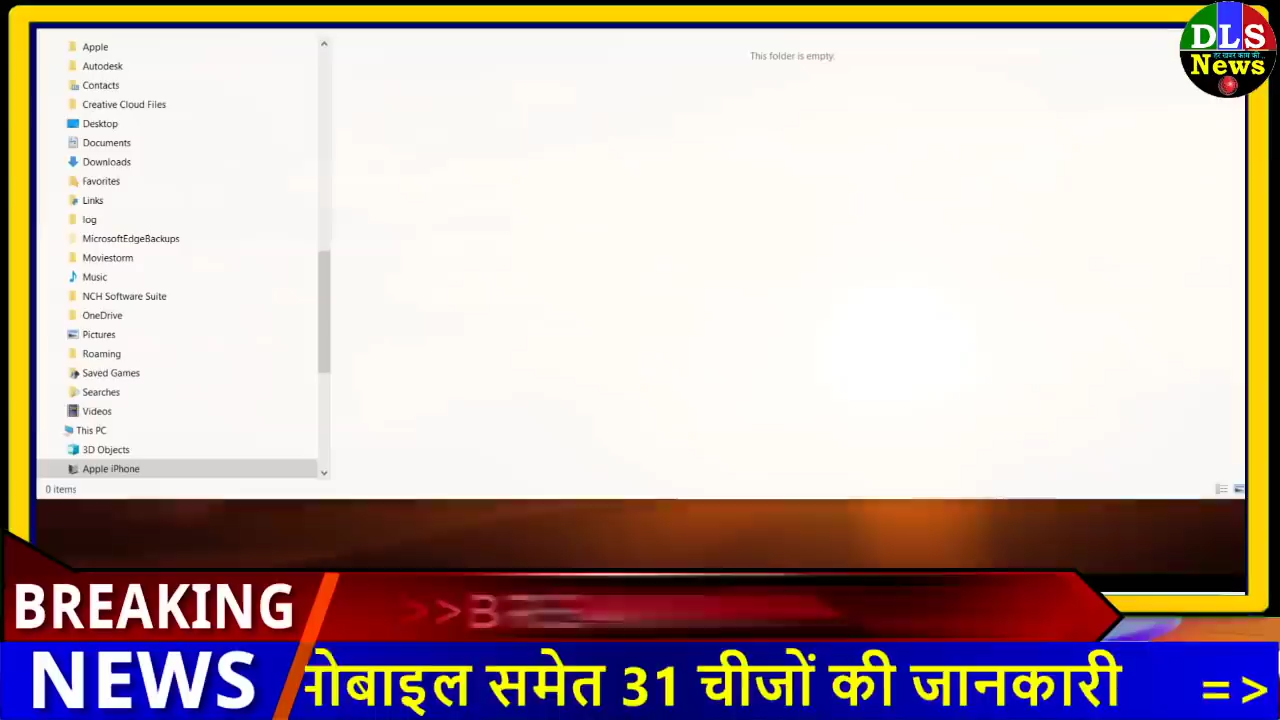 Apple
This folder is empty.
DLS
हर खबर काम की...
News
Autodesk
Contacts
Creative Cloud Files
Desktop
Documents
Downloads
Favorites
Links
log
MicrosoftEdgeBackups
Moviestorm
Music
NCH Software Suite
OneDrive
Pictures
Roaming
Saved Games
Searches
Videos
This PC
3D Objects
Apple iPhone
0 items
BREAKING
>>
NEWS
मोबाइल समेत 31 चीजों की जानकारी =>